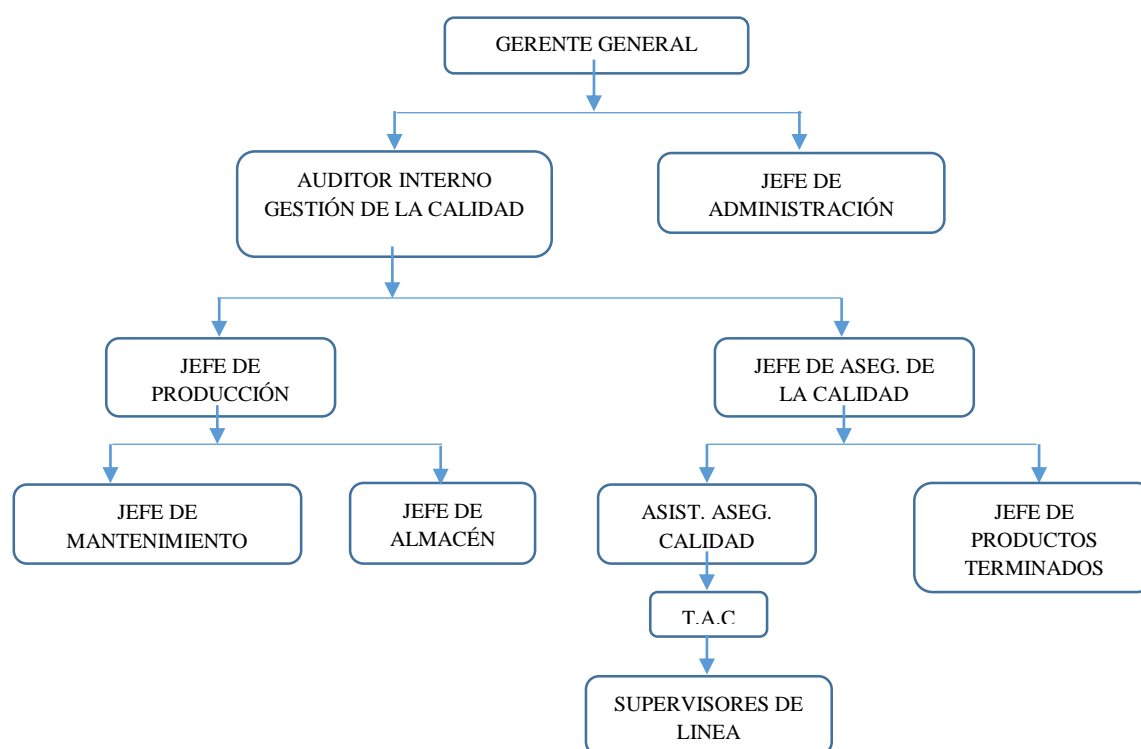 GERENTE GENERAL
AUDITOR INTERNO
GESTIÓN DE LA CALIDAD
JEFE DE
ADMINISTRACIÓN
JEFE DE
PRODUCCIÓN
JEFE DE ASEG. DE
LA CALIDAD
JEFE DE
MANTENIMIENTO
JEFE DE
ALMACÉN
ASIST. ASEG.
CALIDAD
JEFE DE
PRODUCTOS
TERMINADOS
T.A.C
SUPERVISORES DE
LINEA